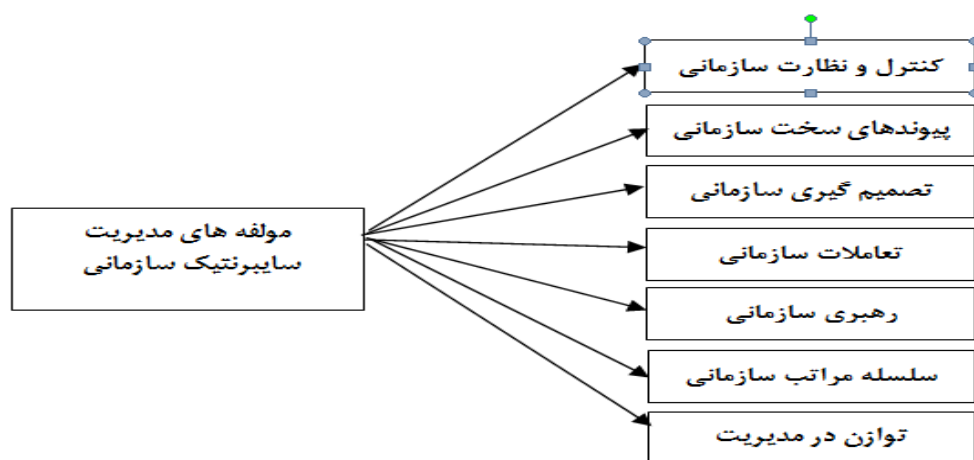 کنترل و نظارت سازمانی
پیوندهای سخت سازمانی
تصمیم گیری سازمانی
مولفه های مدیریت
سایبرنتیک سازمانی
تعاملات سازمانی
رهبری سازمانی
سلسله مراتب سازمانی
توازن در مدیریت